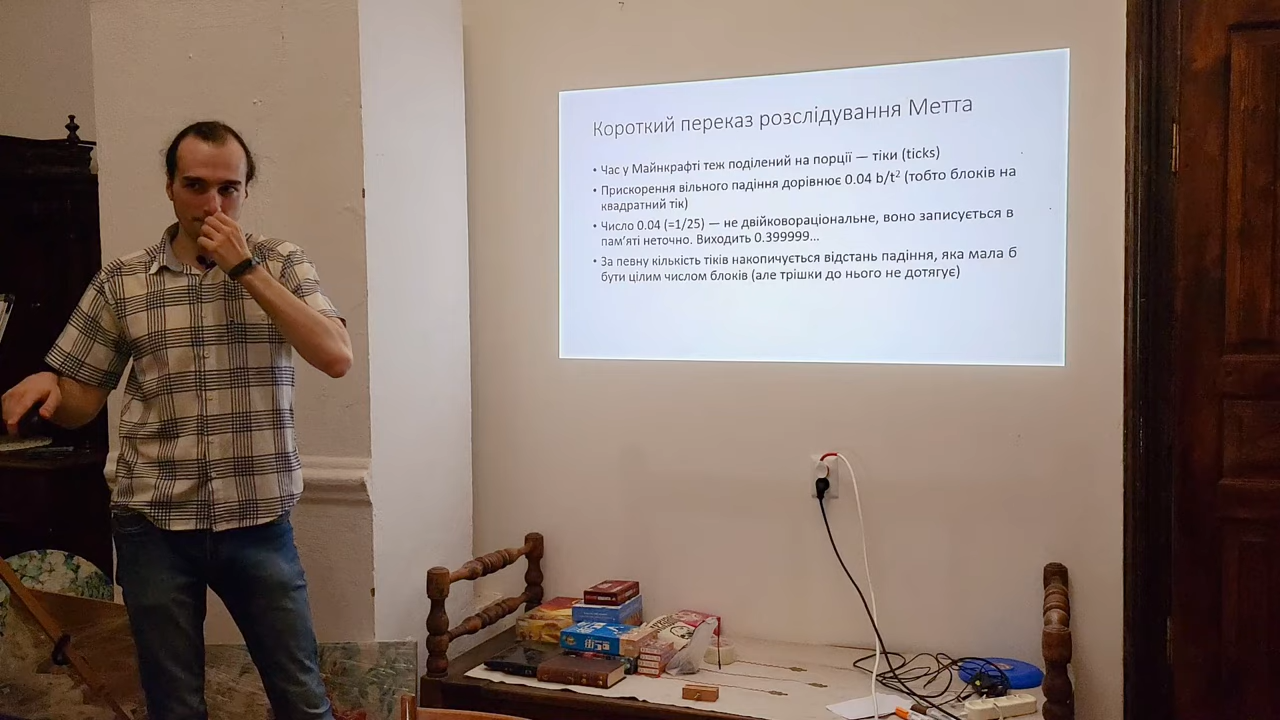 Короткий переказ розслідування Метта
• Час у Майнкрафті теж поділений на порції — тіки (ticks)
• Прискорення вільного падіння дорівнює 0.04 b/t² (тобто блоків на
квадратний тік)
• Число 0.04 (=1/25) — не двійковораціональне, воно записується в
пам'яті неточно. Виходить 0.399999...
• За певну кількість тіків накопичується відстань падіння, яка мала б
бути цілим числом блоків (але трішки до нього не дотягує)